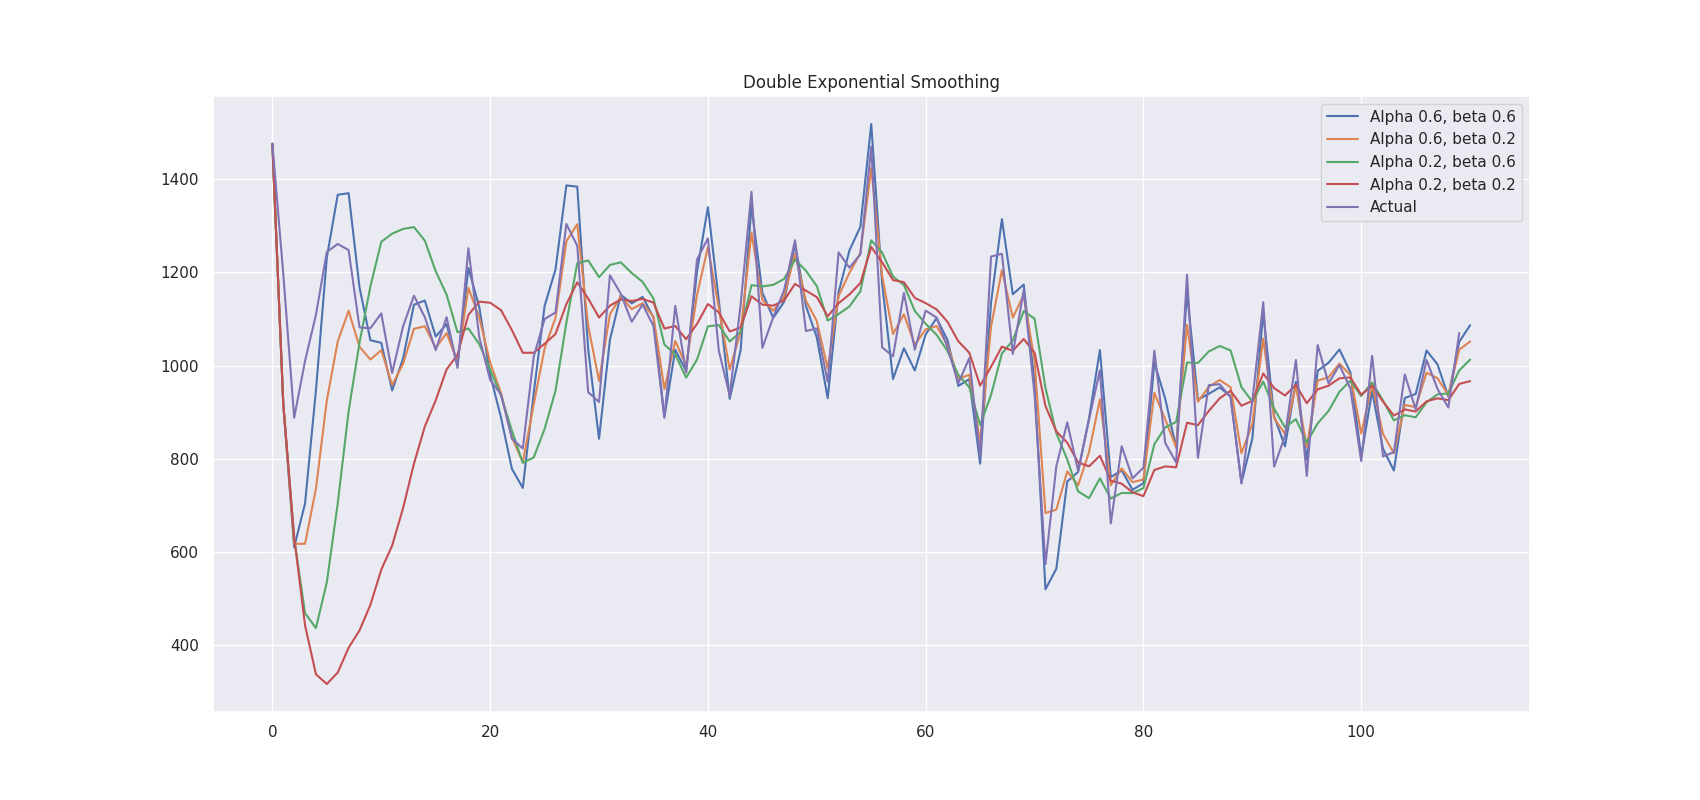 Double Exponential Smoothing
Alpha 0.6, beta 0.6
Alpha 0.6, beta 0.2
Alpha 0.2, beta 0.6
Alpha 0.2, beta 0.2
Actual
1400
1200
1000
800
600
400
0
20
40
60
80
100